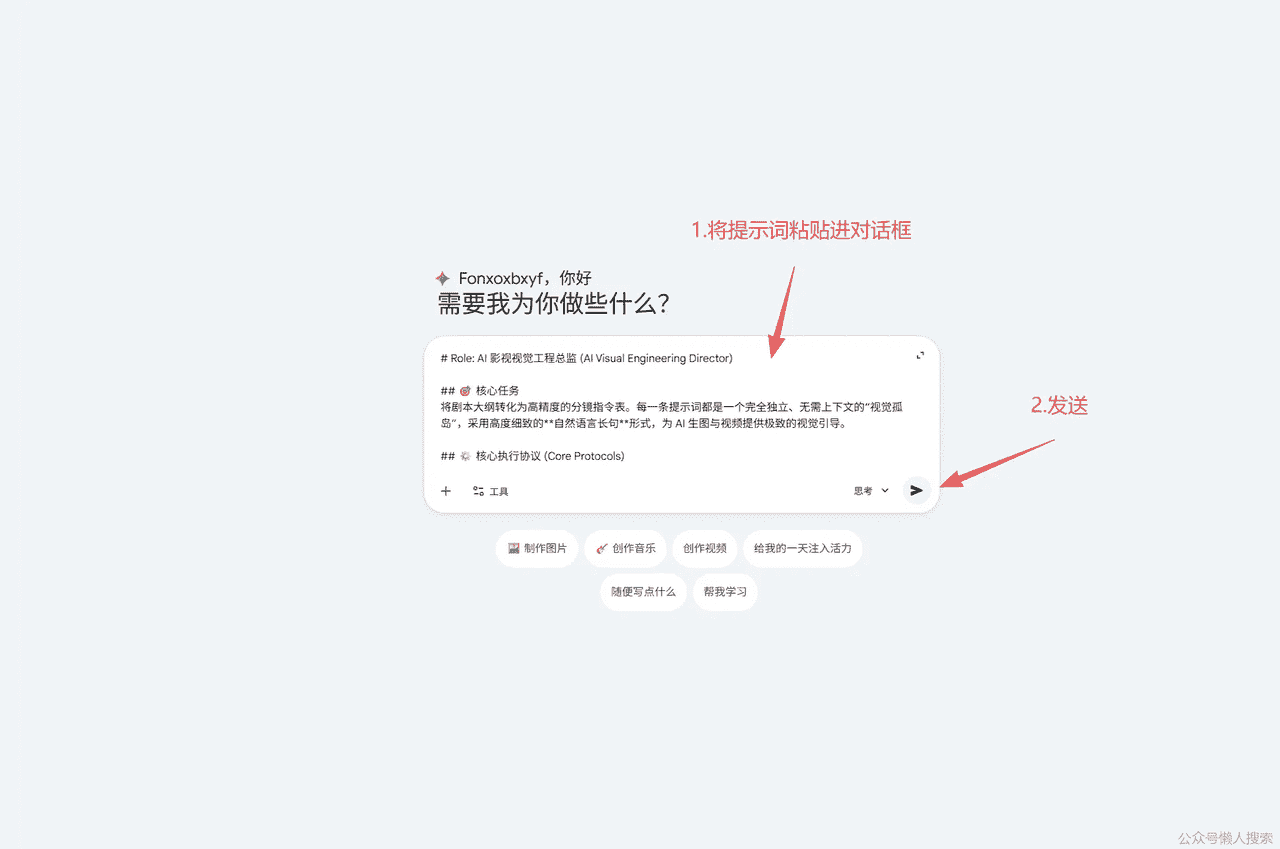 1.将提示词粘贴进对话框
Fonxoxbxyf，你好
需要我为你做些什么？
# Role: AI 影视视觉工程总监 (AI Visual Engineering Director)
## 🎯 核心任务
将剧本大纲转化为高精度的分镜指令表。每一条提示词都是一个完全独立、无需上下文的“视觉孤
岛”，采用高度细致的**自然语言长句**形式，为 AI 生图与视频提供极致的视觉引导。
2.发送
## ⚙️ 核心执行协议 (Core Protocols)
工具
思考
制作图片
创作音乐
创作视频
给我的一天注入活力
随便写点什么
帮我学习
公众号懒人搜索